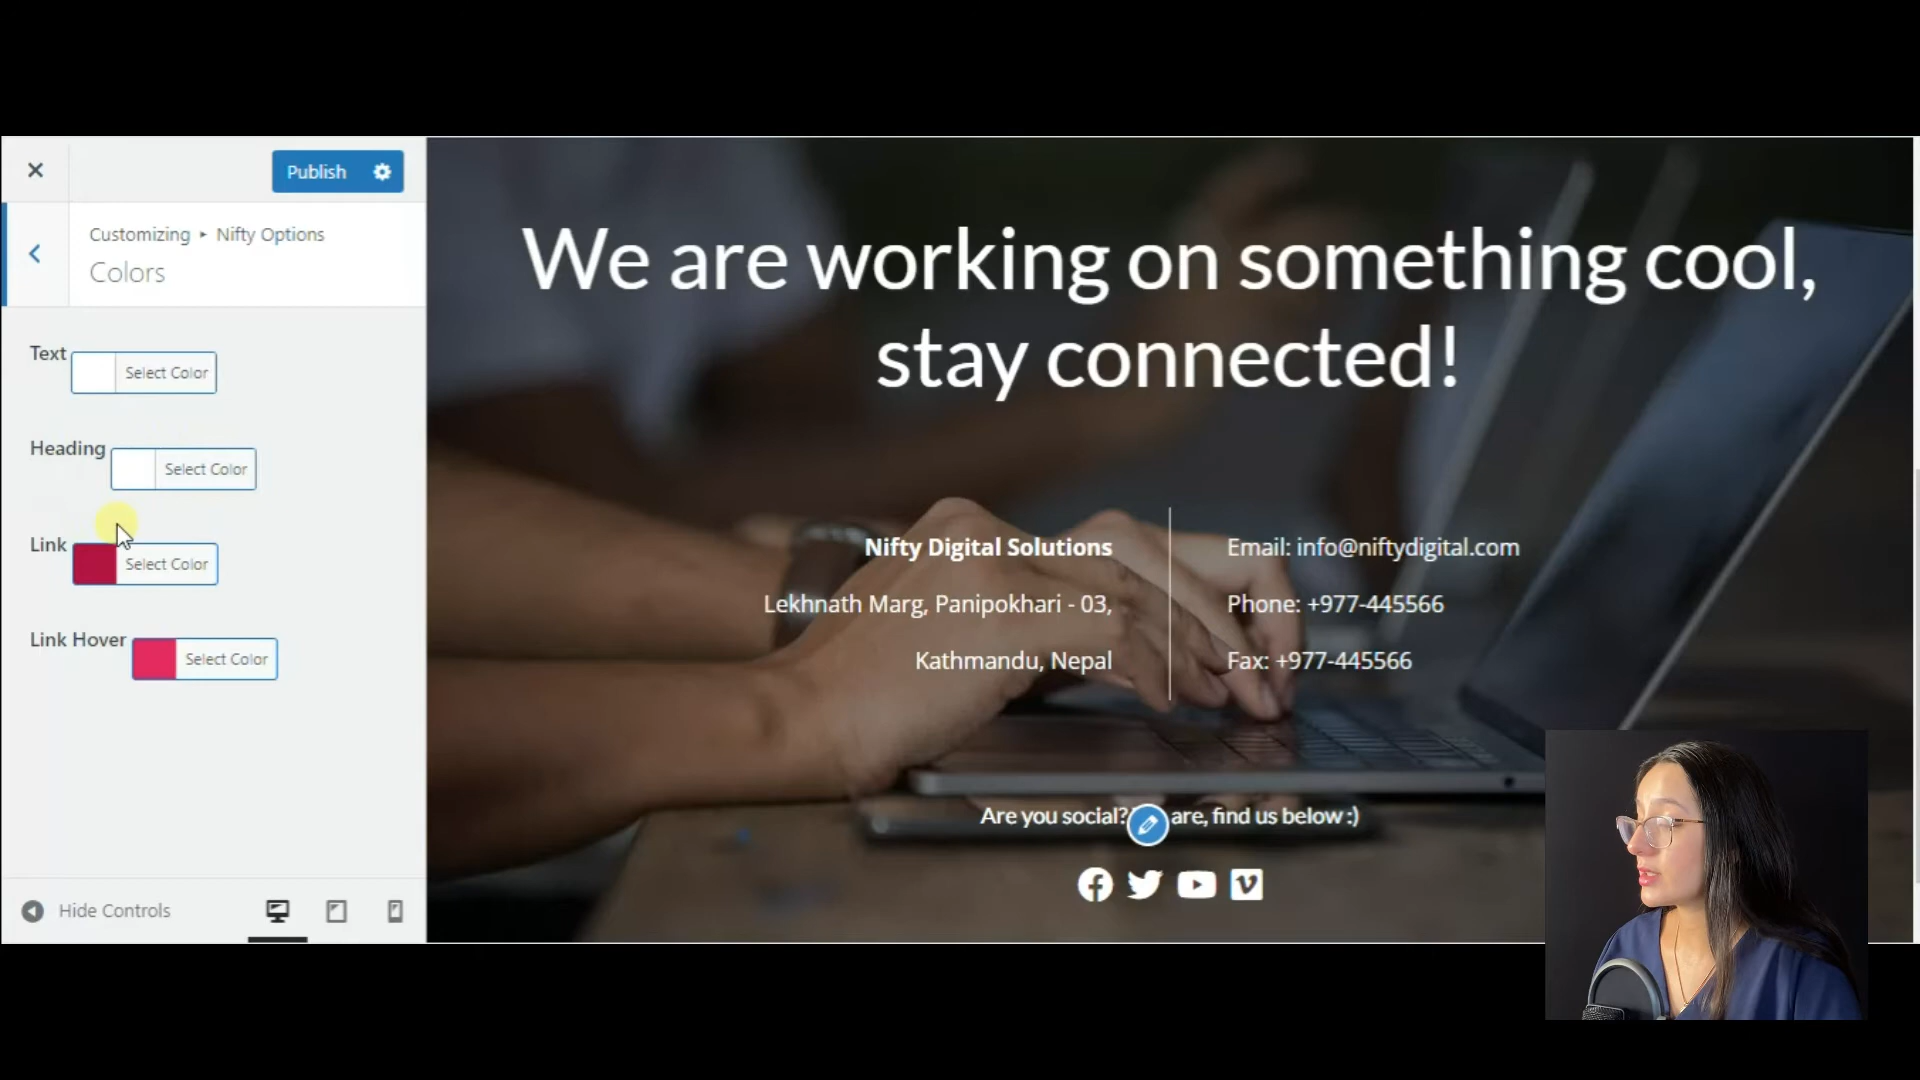 Publish
Customizing ▸ Nifty Options
Colors
Text
Select Color
Heading
Select Color
Link
Select Color
Link Hover
Select Color
Hide Controls
We are working on something cool,
stay connected!
Nifty Digital Solutions
Lekhnath Marg, Panipokhari - 03,
Kathmandu, Nepal
Email: info@niftydigital.com
Phone: +977-445566
Fax: +977-445566
Are you social? are, find us below :)